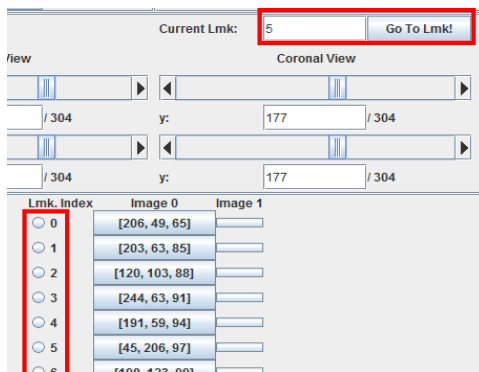 Current Lmk: 5 Go To Lmk!
View Coronal View
/ 304 y: 177 / 304
/ 304 y: 177 / 304
Lmk. Index Image 0 Image 1
0 [206, 49, 65]
1 [203, 63, 85]
2 [120, 103, 88]
3 [244, 63, 91]
4 [191, 59, 94]
5 [45, 206, 97]